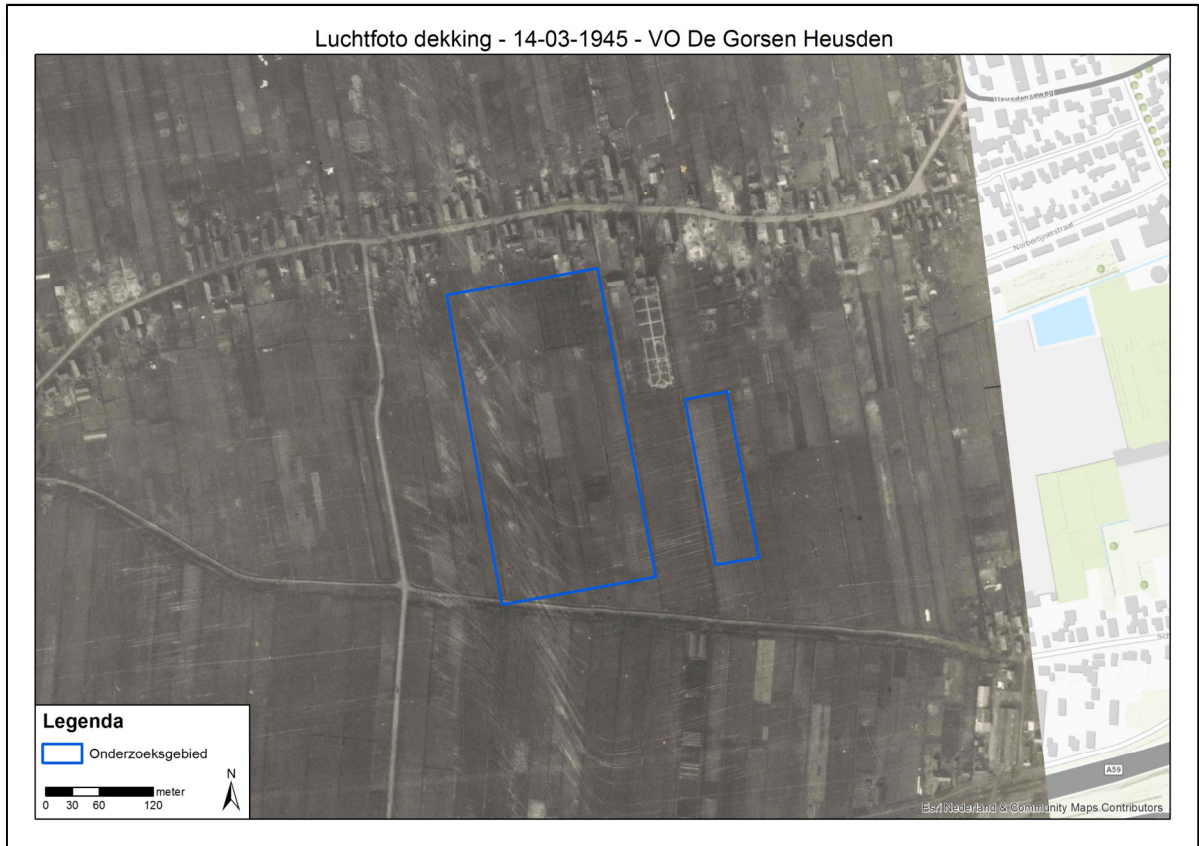 Luchtfoto dekking - 14-03-1945 - VO De Gorsen Heusden
Heusdenseweg
Norbertijnerstraat
A59
Legenda
Onderzoeksgebied
N
meter
0 30 60 120
Esri Nederland & Community Maps Contributors